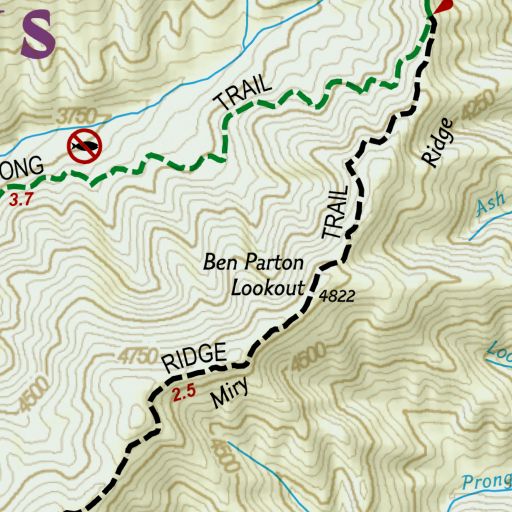 S
TRAIL
3750
4250
Ridge
ONG
3.7
TRAIL
Ash
Ben Parton
Lookout
4822
4750
RIDGE
4500
Loo
2.5
Miry
4500
4500
Prong